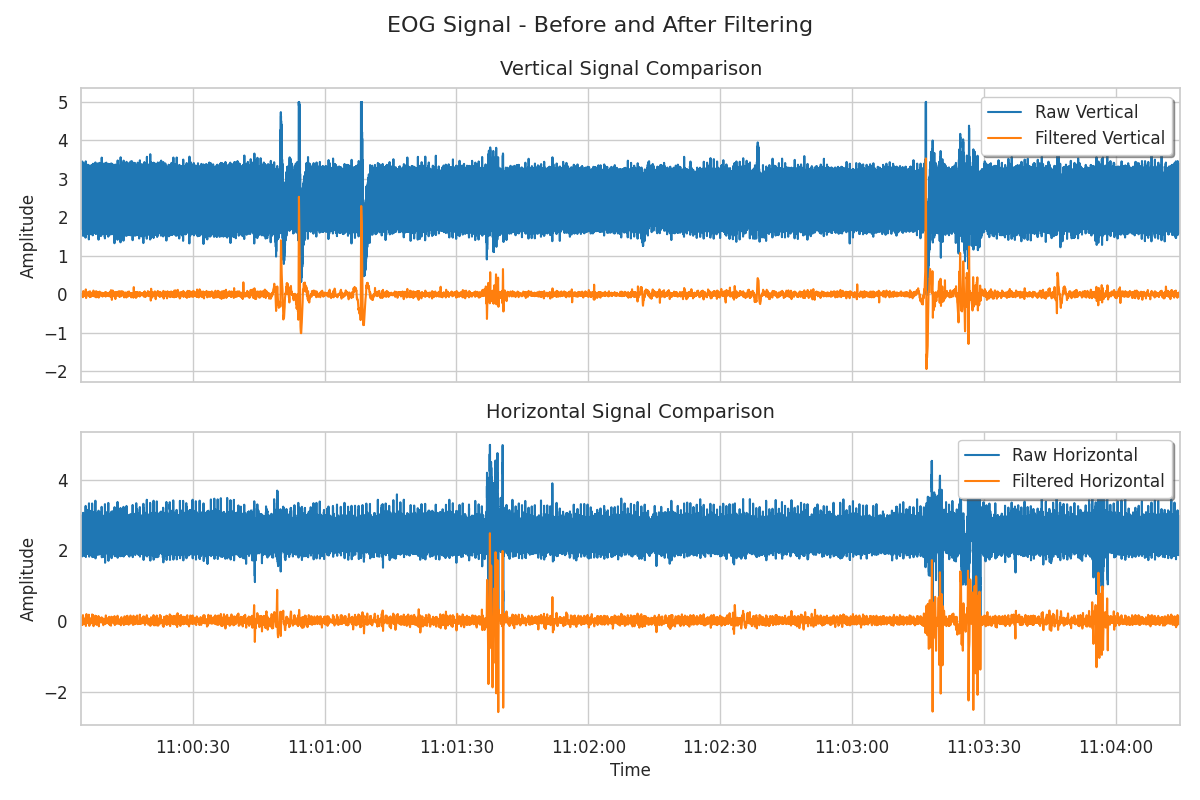 EOG Signal - Before and After Filtering
Vertical Signal Comparison
Raw Vertical
Filtered Vertical
Amplitude
5
4
3
2
1
0
−1
−2
Horizontal Signal Comparison
Raw Horizontal
Filtered Horizontal
Amplitude
4
2
0
−2
11:00:30 11:01:00 11:01:30 11:02:00 11:02:30 11:03:00 11:03:30 11:04:00
Time